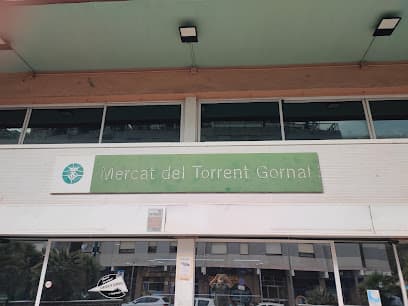 Mercat del Torrent Gornal